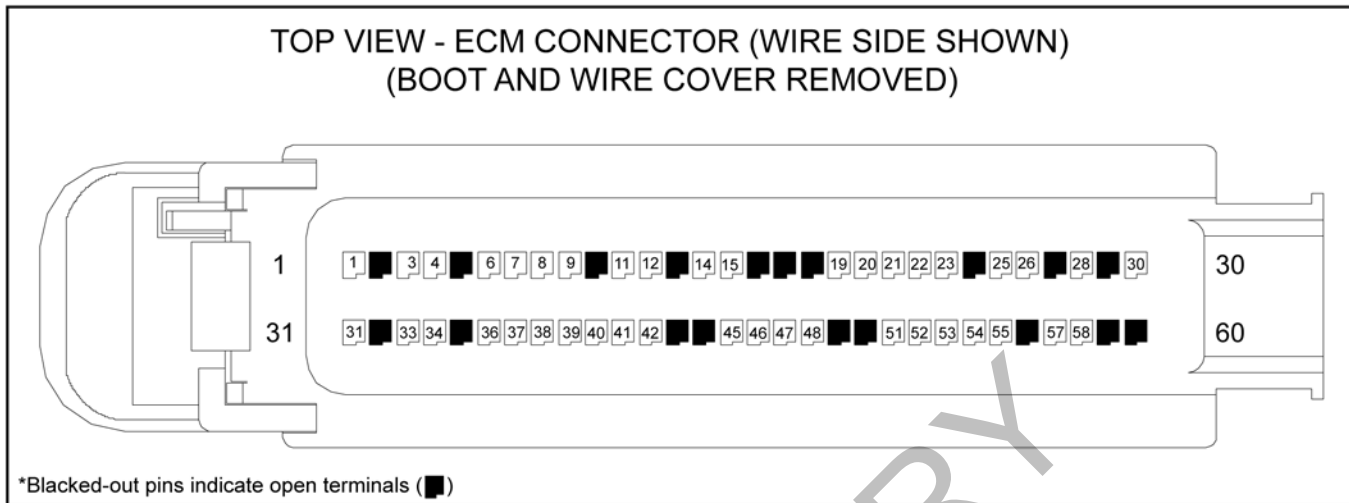 TOP VIEW - ECM CONNECTOR (WIRE SIDE SHOWN)
(BOOT AND WIRE COVER REMOVED)
1 1 3 4 6 7 8 9 11 12 14 15 19 20 21 22 23 25 26 28 30 30
31 31 33 34 36 37 38 39 40 41 42 45 46 47 48 51 52 53 54 55 57 58 60
RY
*Blacked-out pins indicate open terminals ( )